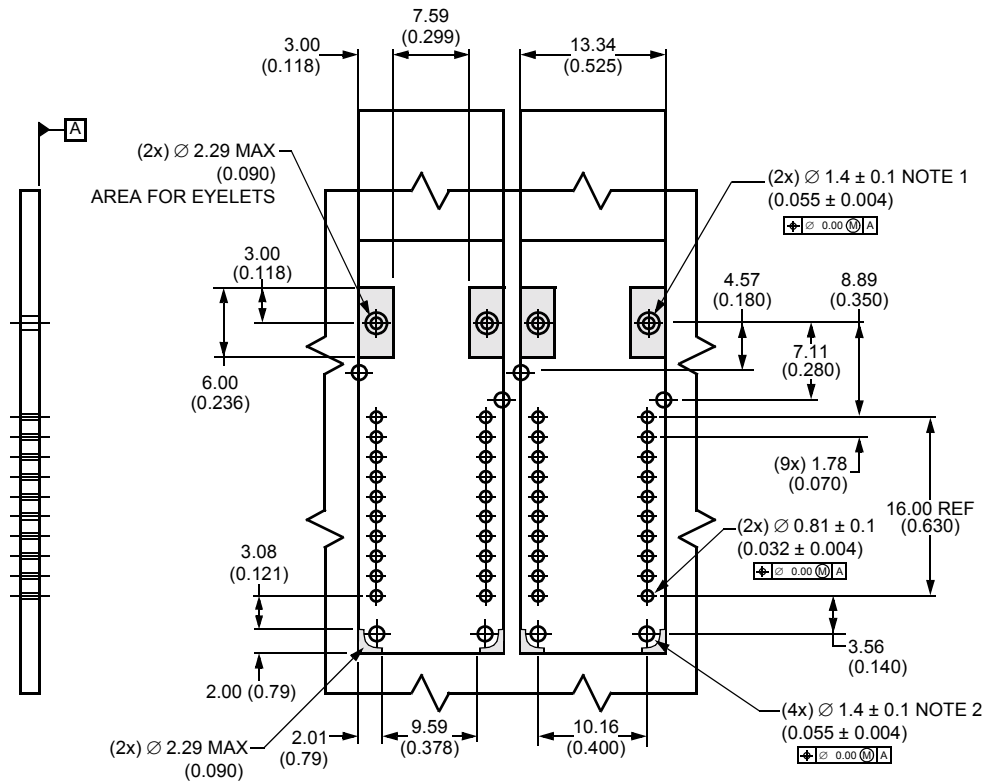 7.59
(0.299)
3.00
(0.118)
13.34
(0.525)
A
(2x) ∅ 2.29 MAX
(0.090)
AREA FOR EYELETS
(2x) ∅ 1.4 ± 0.1 NOTE 1
(0.055 ± 0.004)
⌖ ∅ 0.00 Ⓜ A
3.00
(0.118)
4.57
(0.180)
8.89
(0.350)
7.11
(0.280)
6.00
(0.236)
(9x) 1.78
(0.070)
16.00 REF
(0.630)
(2x) ∅ 0.81 ± 0.1
(0.032 ± 0.004)
⌖ ∅ 0.00 Ⓜ A
3.08
(0.121)
3.56
(0.140)
2.00 (0.79)
(4x) ∅ 1.4 ± 0.1 NOTE 2
(0.055 ± 0.004)
⌖ ∅ 0.00 Ⓜ A
(2x) ∅ 2.29 MAX
(0.090)
2.01
(0.79)
9.59
(0.378)
10.16
(0.400)